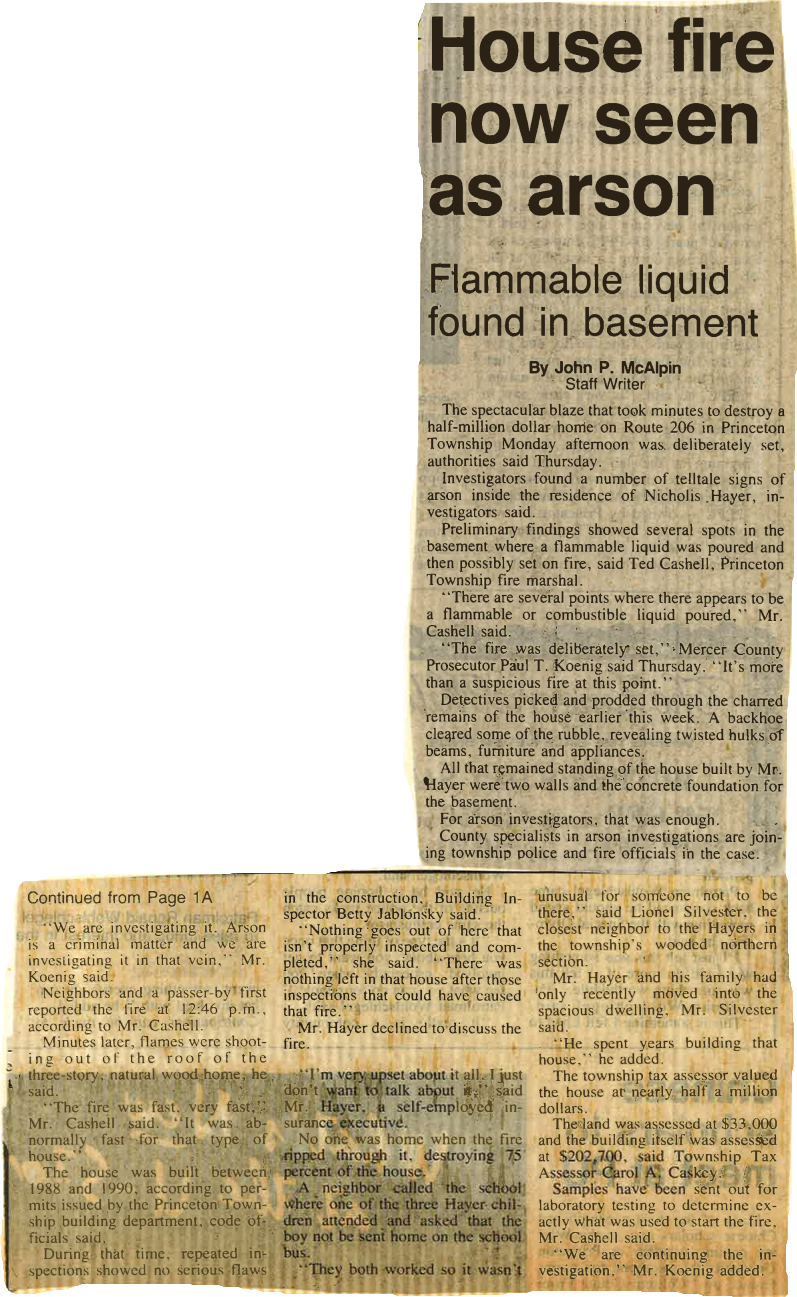 House fire
now seen
as arson
Flammable liquid
found in basement
By John P. McAlpin
Staff Writer
The spectacular blaze that took minutes to destroy a
half-million dollar home on Route 206 in Princeton
Township Monday afternoon was deliberately set,
authorities said Thursday.
Investigators found a number of telltale signs of
arson inside the residence of Nicholis Hayer, in-
vestigators said.
Preliminary findings showed several spots in the
basement where a flammable liquid was poured and
then possibly set on fire, said Ted Cashell, Princeton
Township fire marshal.
"There are several points where there appears to be
a flammable or combustible liquid poured," Mr.
Cashell said.
"The fire was deliberately set," Mercer County
Prosecutor Paul T. Koenig said Thursday. "It's more
than a suspicious fire at this point."
Detectives picked and prodded through the charred
remains of the house earlier this week. A backhoe
cleared some of the rubble, revealing twisted hulks of
beams, furniture and appliances.
All that remained standing of the house built by Mr.
Hayer were two walls and the concrete foundation for
the basement.
For arson investigators, that was enough.
County specialists in arson investigations are join-
ing township police and fire officials in the case.
Continued from Page 1A
"We are investigating it. Arson
is a criminal matter and we are
investigating it in that vein," Mr.
Koenig said.
Neighbors and a passer-by first
reported the fire at 12:46 p.m.,
according to Mr. Cashell.
Minutes later, flames were shoot-
ing out of the roof of the
three-story, natural wood home, he
said.
"The fire was fast, very fast,"
Mr. Cashell said. "It was ab-
normally fast for that type of
house."
The house was built between
1988 and 1990, according to per-
mits issued by the Princeton Town-
ship building department, code of-
ficials said.
During that time, repeated in-
spections showed no serious flaws
in the construction, Building In-
spector Betty Jablonsky said.
"Nothing goes out of here that
isn't properly inspected and com-
pleted," she said. "There was
nothing left in that house after those
inspections that could have caused
that fire."
Mr. Hayer declined to discuss the
fire.
"I'm very upset about it all. I just
don't want to talk about it," said
Mr. Hayer, a self-employed in-
surance executive.
No one was home when the fire
ripped through it, destroying 75
percent of the house.
A neighbor called the school
where one of the three Hayer chil-
dren attended and asked that the
boy not be sent home on the school
bus.
"They both worked so it wasn't
unusual for someone not to be
there," said Lionel Silvester, the
closest neighbor to the Hayers in
the township's wooded northern
section.
Mr. Hayer and his family had
only recently moved into the
spacious dwelling, Mr. Silvester
said.
"He spent years building that
house," he added.
The township tax assessor valued
the house at nearly half a million
dollars.
The land was assessed at $33,000
and the building itself was assessed
at $202,700, said Township Tax
Assessor Carol A. Caskey.
Samples have been sent out for
laboratory testing to determine ex-
actly what was used to start the fire,
Mr. Cashell said.
"We are continuing the in-
vestigation," Mr. Koenig added.